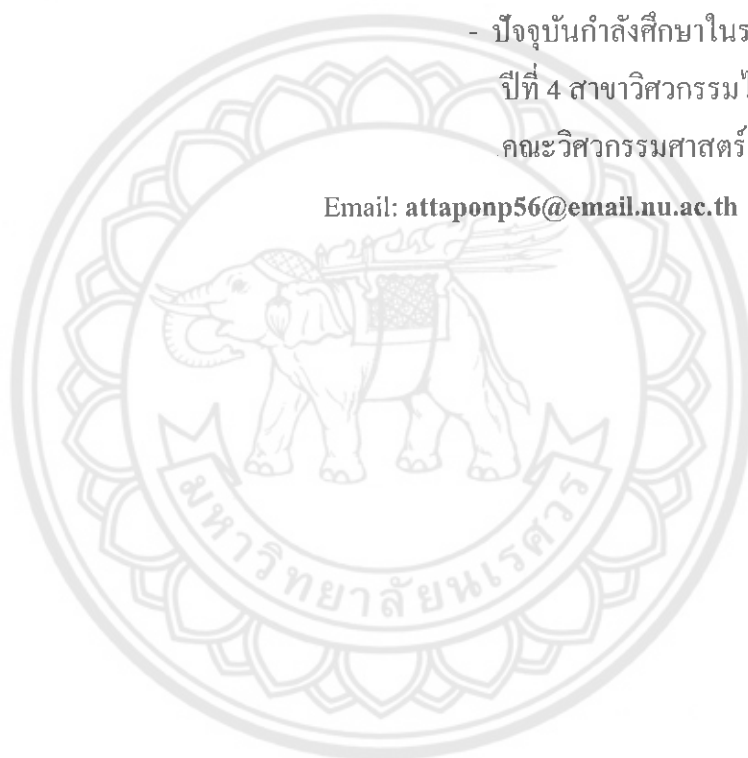 - ปัจจุบันกำลังศึกษาใน
ปีที่ 4 สาขาวิศวกรรม
คณะวิศวกรรมศาสตร์
Email: attaponp56@email.nu.ac.th
มหาวิทยาลัยนเรศวร